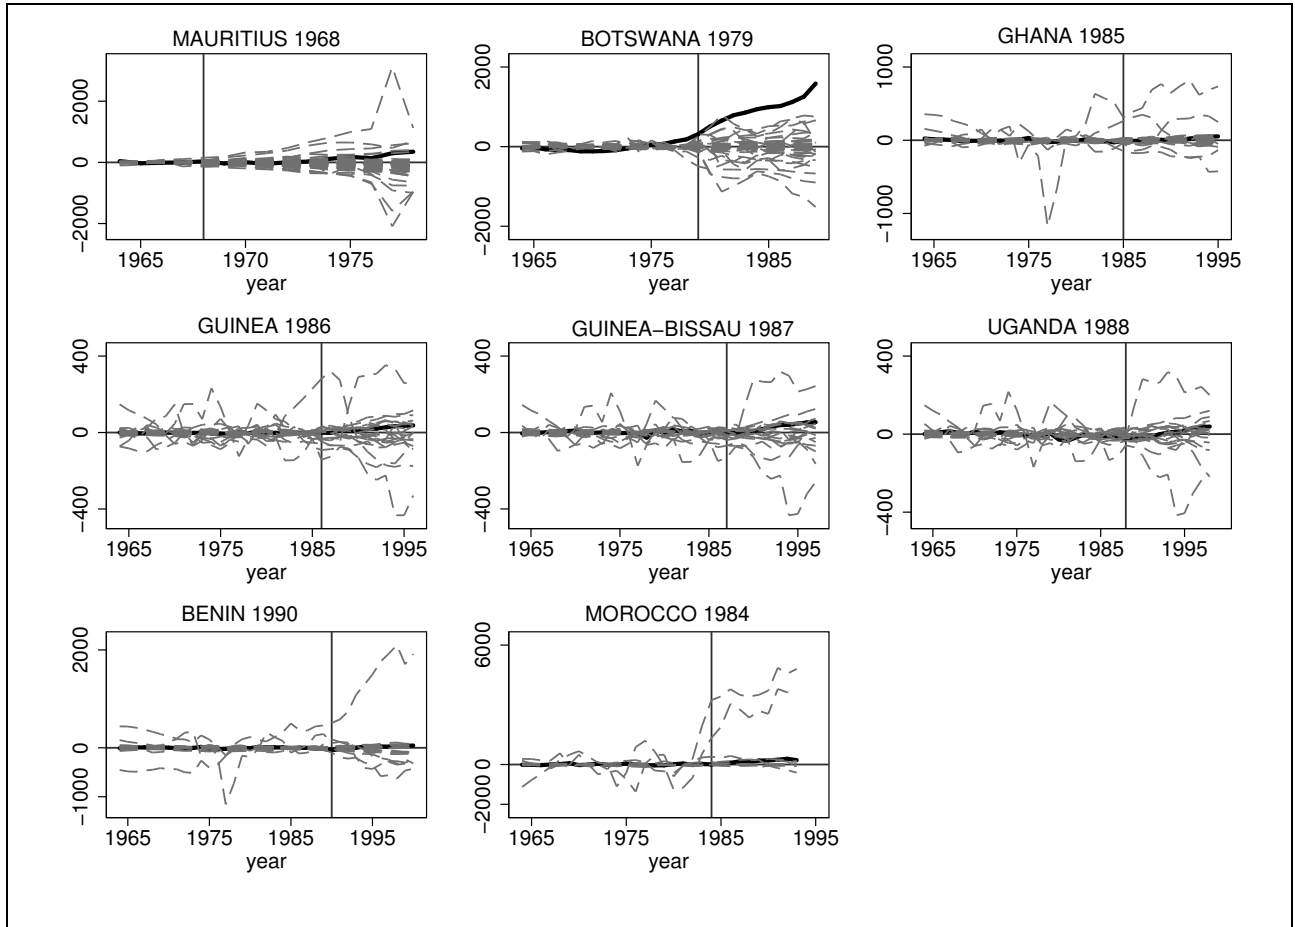 MAURITIUS 1968 BOTSWANA 1979 GHANA 1985
2000 0 −2000 2000 0 −2000 1000 0 −1000
1965 1970 1975 1965 1975 1985 1965 1975 1985 1995
year year year
GUINEA 1986 GUINEA−BISSAU 1987 UGANDA 1988
400 0 −400 400 0 −400 400 0 −400
1965 1975 1985 1995 1965 1975 1985 1995 1965 1975 1985 1995
year year year
BENIN 1990 MOROCCO 1984
2000 0 −1000 6000 0 −2000
1965 1975 1985 1995 1965 1975 1985 1995
year year